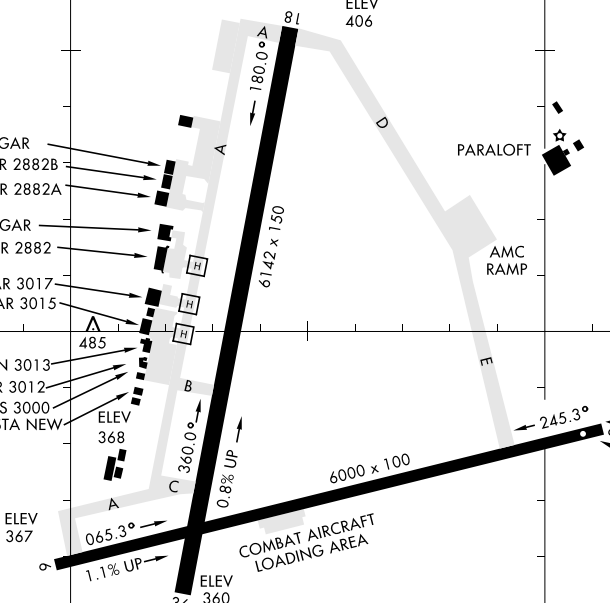 ELEV
406
18
A
180.0°
GAR
R 2882B
R 2882A
A
D
PARALOFT
GAR
R 2882
6142 x 150
AMC
RAMP
H
AR 3017
AR 3015
H
485
H
N 3013
R 3012
S 3000
STA NEW
B
E
ELEV
368
360.0°
0.8% UP
245.3°
6000 x 100
C
A
ELEV
367
065.3°
COMBAT AIRCRAFT
LOADING AREA
1.1% UP
ELEV
360
36